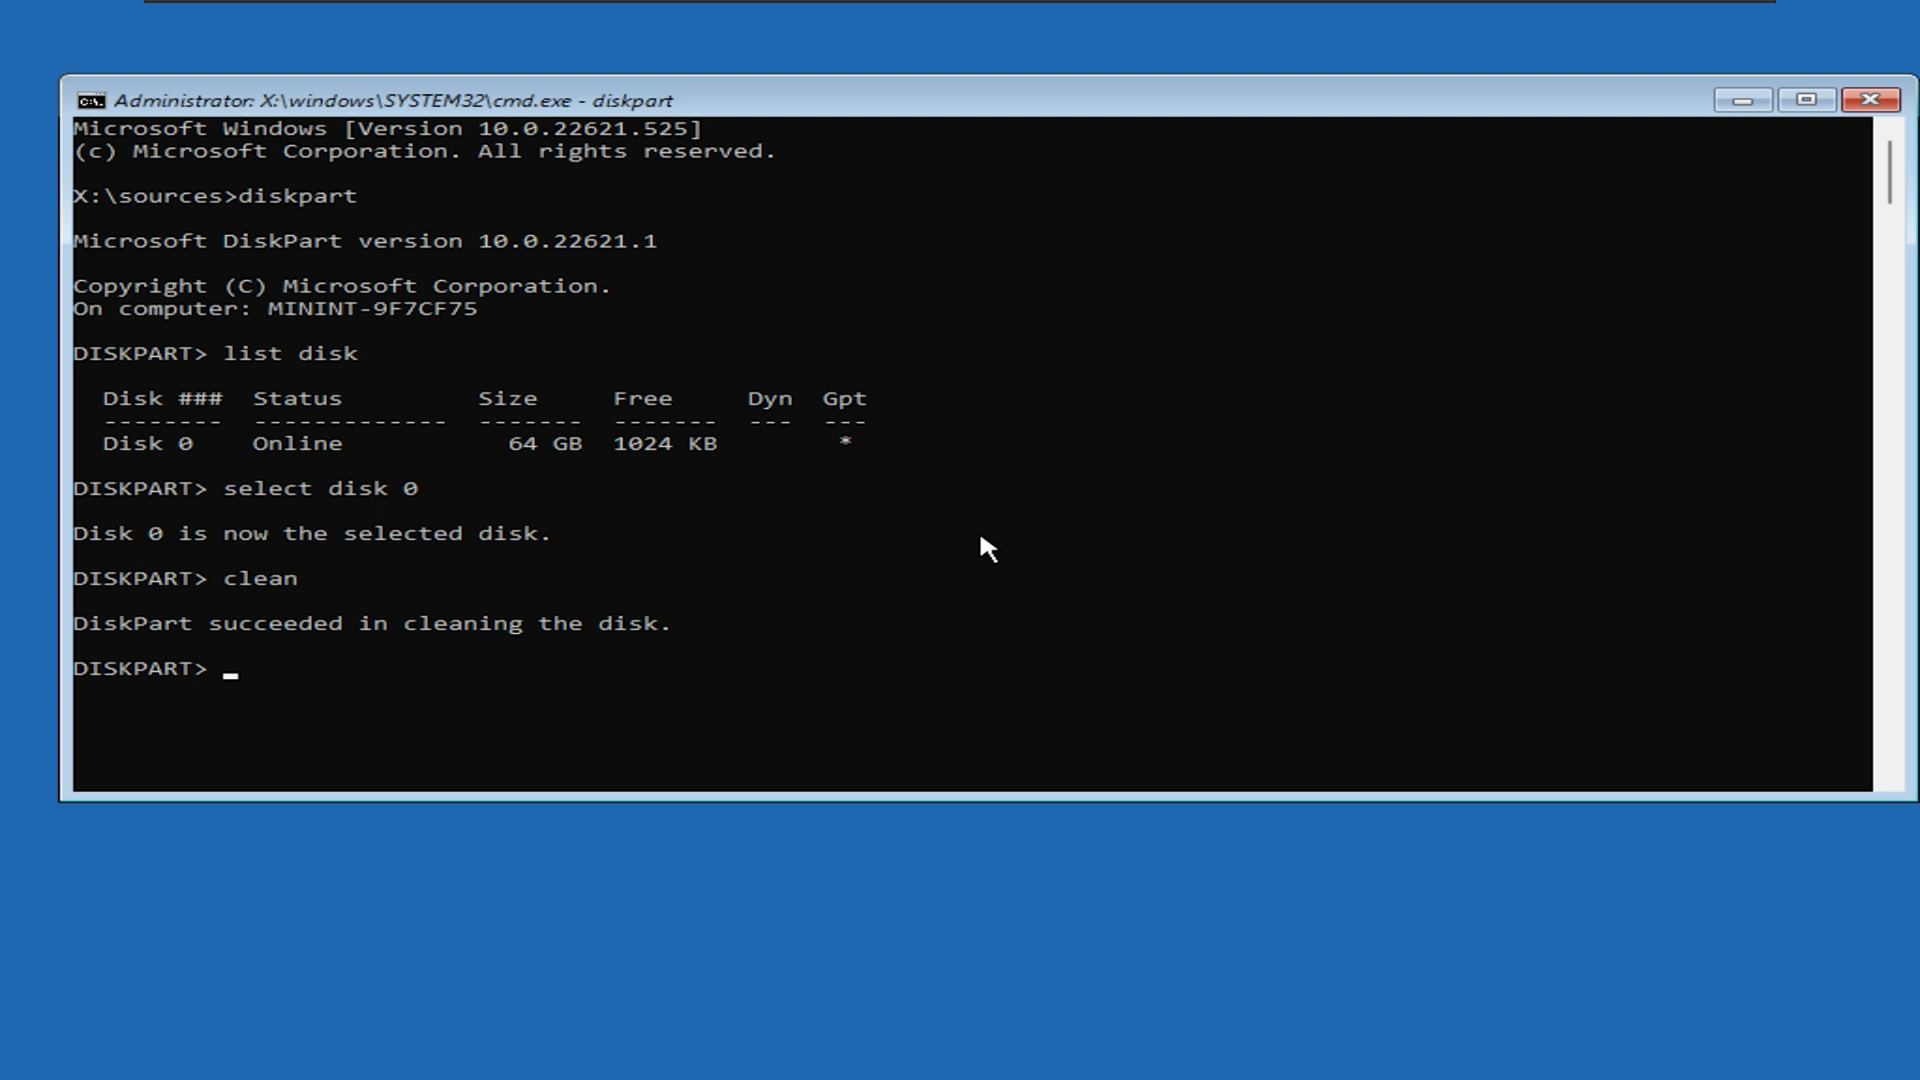 Administrator: X:\windows\SYSTEM32\cmd.exe - diskpart
Microsoft Windows [Version 10.0.22621.525]
(c) Microsoft Corporation. All rights reserved.
X:\sources>diskpart
Microsoft DiskPart version 10.0.22621.1
Copyright (C) Microsoft Corporation.
On computer: MININT-9F7CF75
DISKPART> list disk
  Disk ###  Status         Size     Free     Dyn  Gpt
  --------  -------------  -------  -------  ---  ---
  Disk 0    Online           64 GB  1024 KB        *
DISKPART> select disk 0
Disk 0 is now the selected disk.
DISKPART> clean
DiskPart succeeded in cleaning the disk.
DISKPART> _